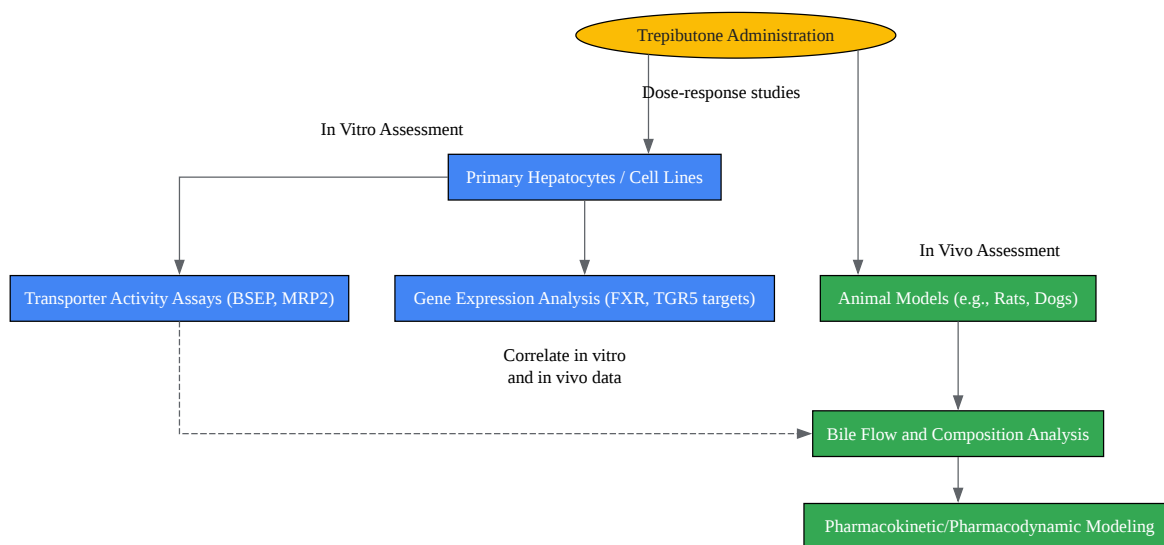 Trepibutone Administration
Dose-response studies
In Vitro Assessment
Primary Hepatocytes / Cell Lines
In Vivo Assessment
Transporter Activity Assays (BSEP, MRP2)
Gene Expression Analysis (FXR, TGR5 targets)
Animal Models (e.g., Rats, Dogs)
Correlate in vitro
and in vivo data
Bile Flow and Composition Analysis
Pharmacokinetic/Pharmacodynamic Modeling